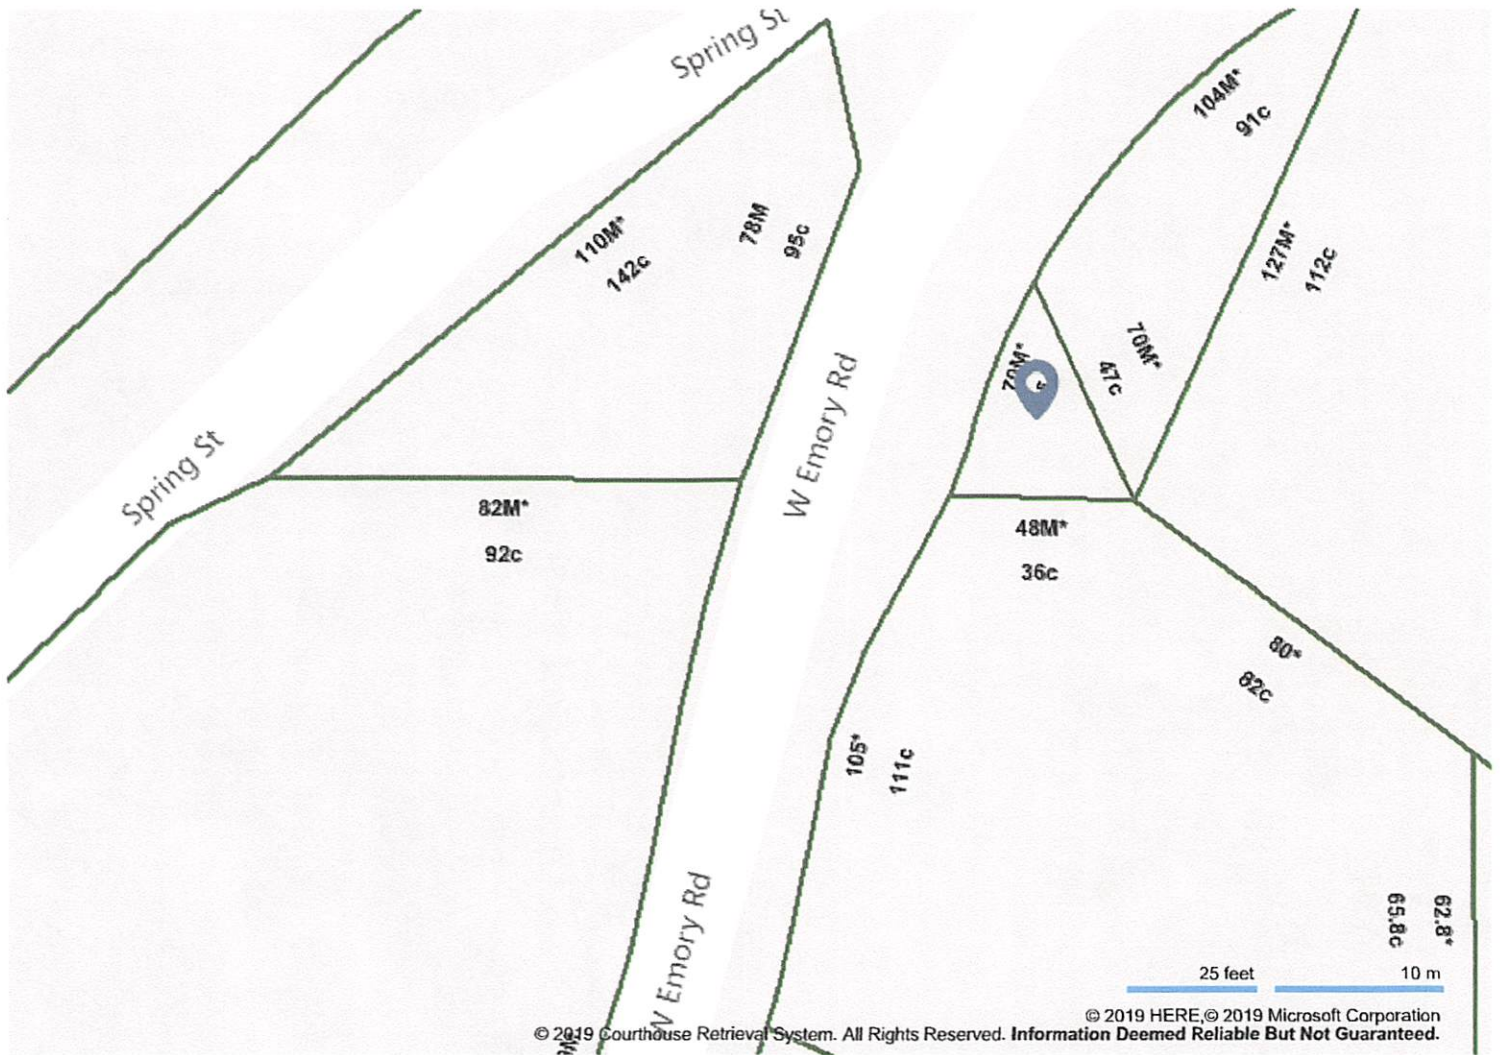 Spring St
104M*
91c
110M*
142c
78M
95c
127M*
112c
70M*
70M*
47c
W Emory Rd
Spring St
82M*
92c
48M*
36c
80*
82c
105*
111c
W Emory Rd
65.8c
62.8*
25 feet
10 m
© 2019 HERE,© 2019 Microsoft Corporation
© 2019 Courthouse Retrieval System. All Rights Reserved. Information Deemed Reliable But Not Guaranteed.